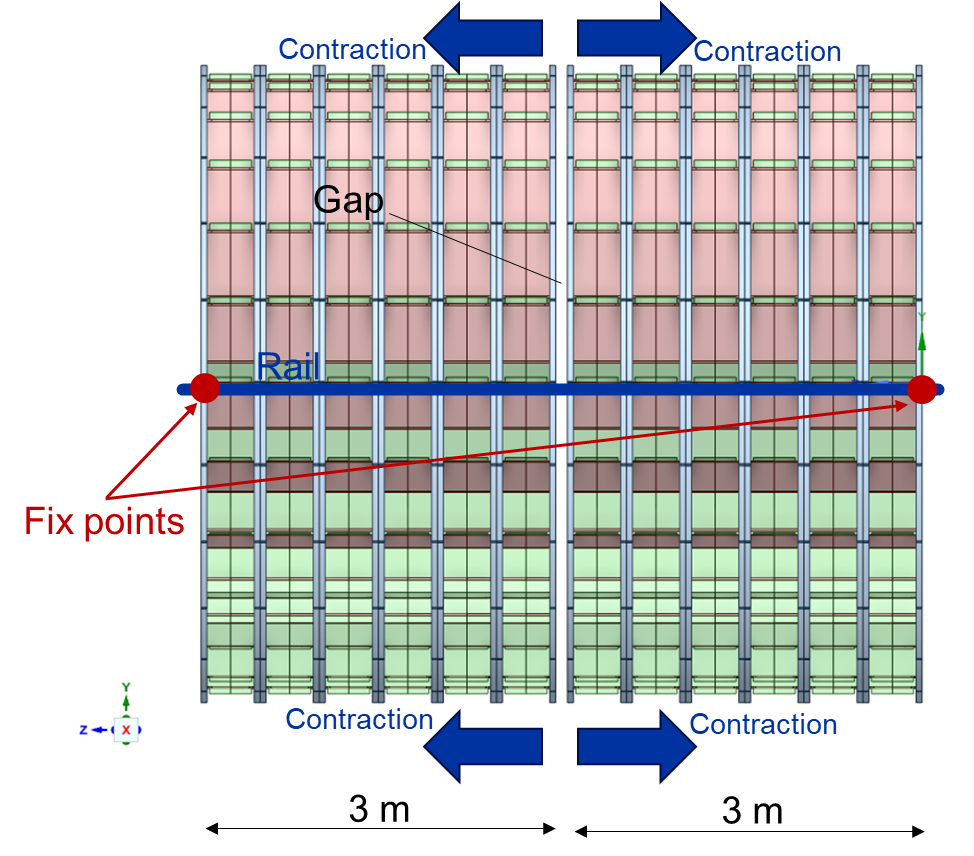 Contraction
Contraction
Gap
Y
Rail
Fix points
Y
Z
X
Contraction
Contraction
3 m
3 m